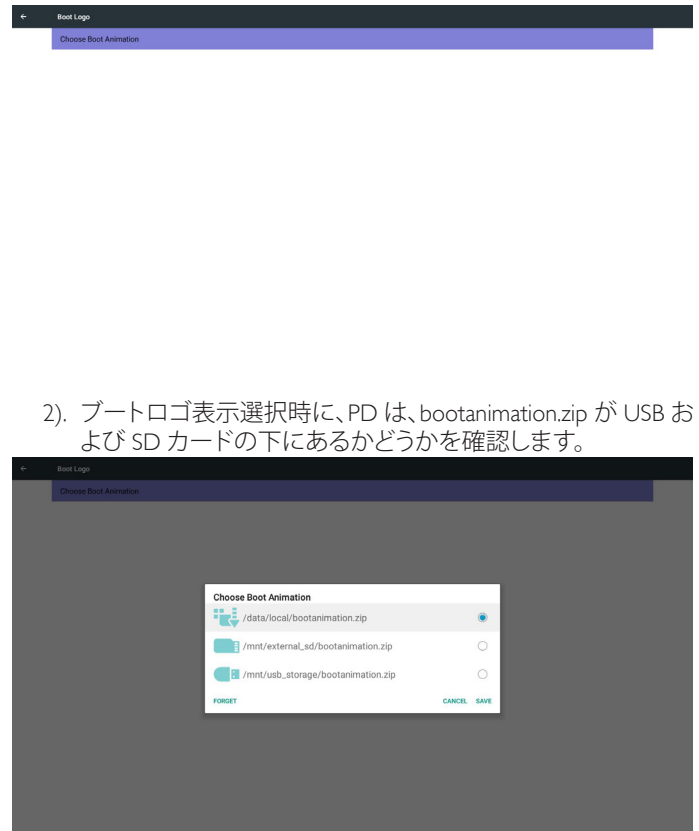 Boot Logo
Choose Boot Animation
2). ブートロゴ表示選択時に、PD は、bootanimation.zip が USB お
よび SD カードの下にあるかどうかを確認します。
Boot Logo
Choose Boot Animation
Choose Boot Animation
/data/local/bootanimation.zip
/mnt/external_sd/bootanimation.zip
/mnt/usb_storage/bootanimation.zip
FORGET CANCEL SAVE